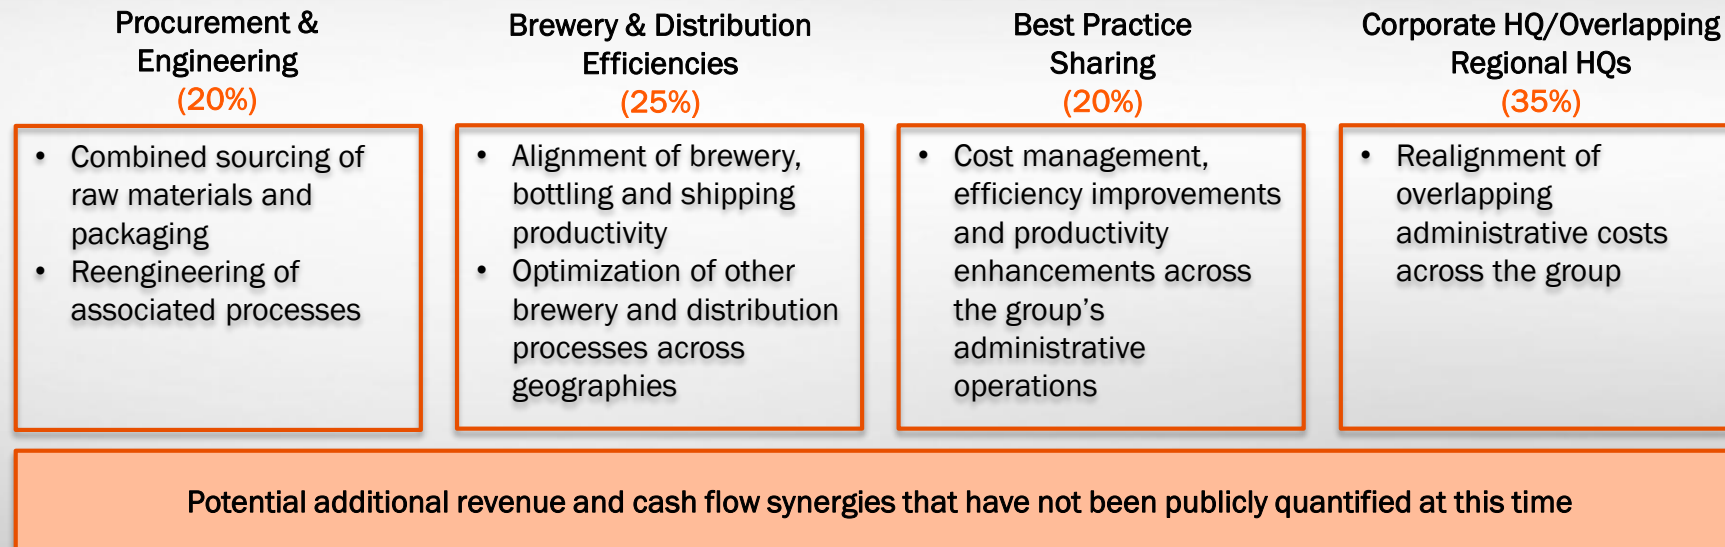 Procurement &
Engineering
(20%)
• Combined sourcing of
raw materials and
packaging
• Reengineering of
associated processes
Brewery & Distribution
Efficiencies
(25%)
• Alignment of brewery,
bottling and shipping
productivity
• Optimization of other
brewery and distribution
processes across
geographies
Best Practice
Sharing
(20%)
• Cost management,
efficiency improvements
and productivity
enhancements across
the group’s
administrative
operations
Corporate HQ/Overlapping
Regional HQs
(35%)
• Realignment of
overlapping
administrative costs
across the group
Potential additional revenue and cash flow synergies that have not been publicly quantified at this time